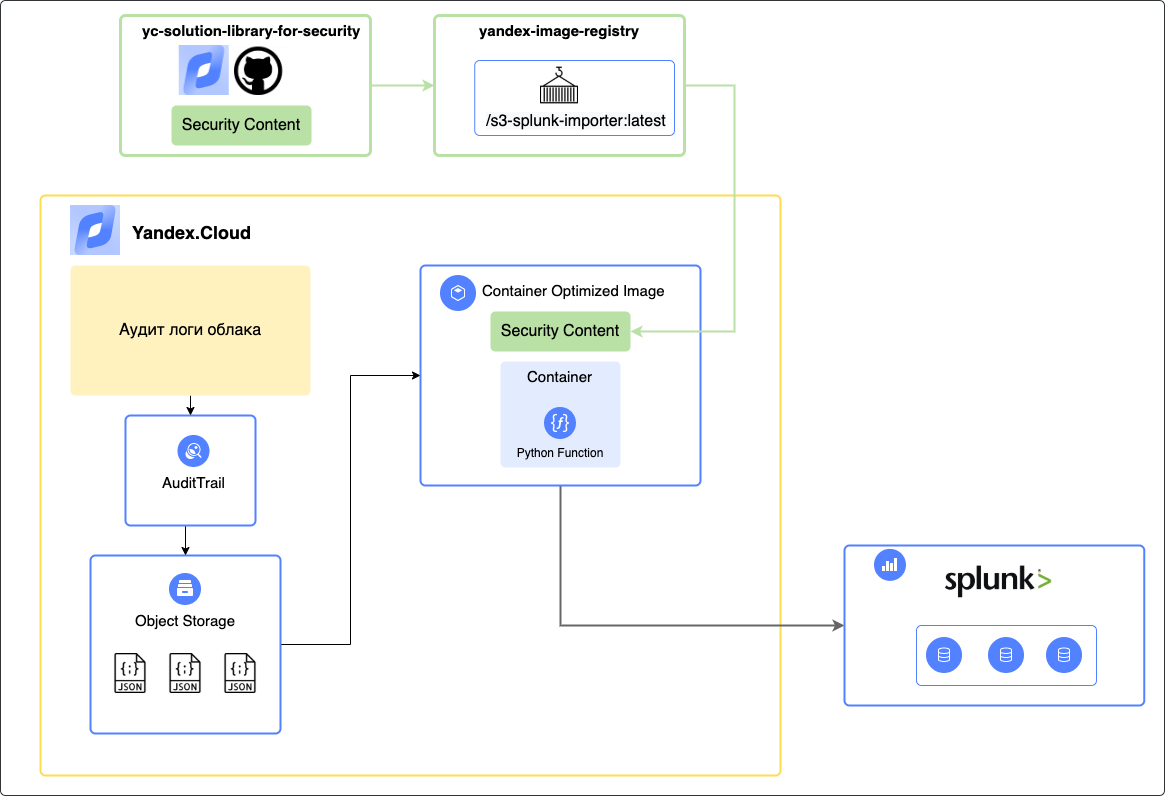 yc-solution-library-for-security
Security Content
yandex-image-registry
/s3-splunk-importer:latest
Yandex.Cloud
Аудит логи облака
AuditTrail
Object Storage
{;} {;} {;}
JSON JSON JSON
Container Optimized Image
Security Content
Container
{f}
Python Function
splunk>